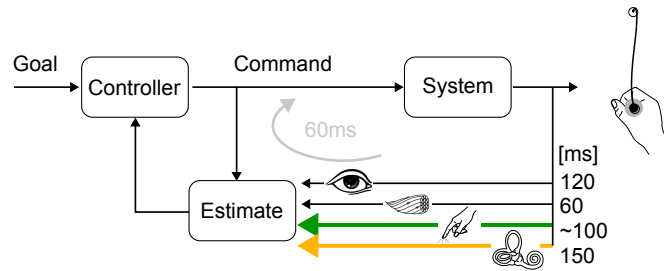 Goal
Controller
Command
System
60ms
[ms]
120
60
~100
150
Estimate